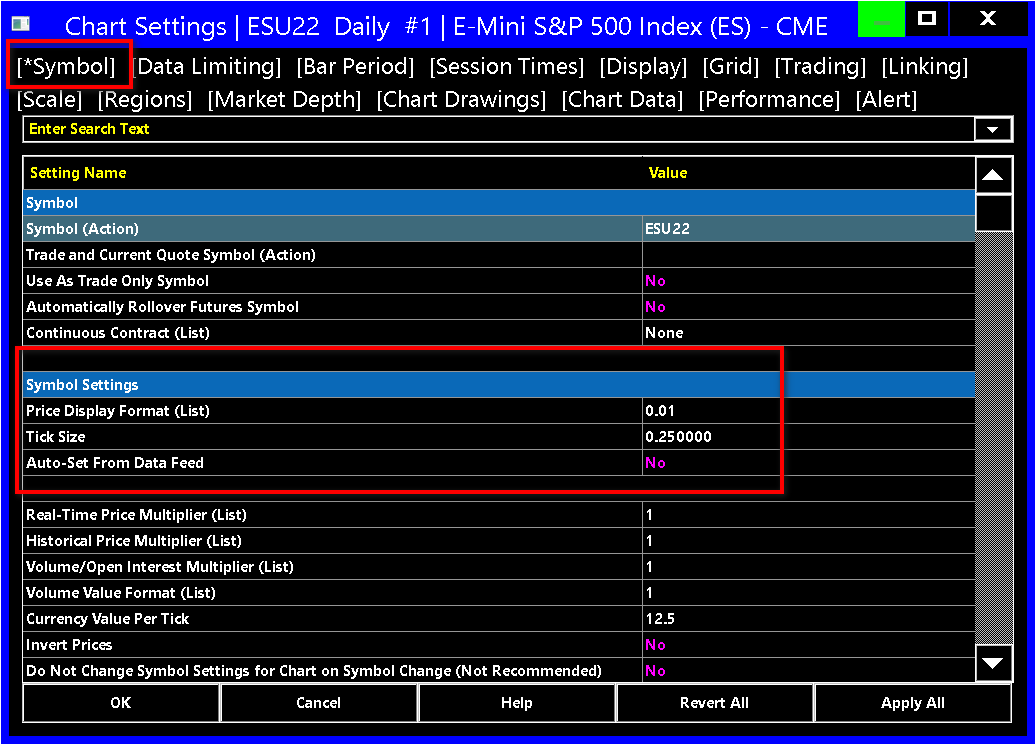 Chart Settings | ESU22  Daily  #1 | E-Mini S&P 500 Index (ES) - CME
X
[*Symbol] [Data Limiting] [Bar Period] [Session Times] [Display] [Grid] [Trading] [Linking]
[Scale] [Regions] [Market Depth] [Chart Drawings] [Chart Data] [Performance] [Alert]
Enter Search Text
Setting Name Value
Symbol
Symbol (Action) ESU22
Trade and Current Quote Symbol (Action)
Use As Trade Only Symbol No
Automatically Rollover Futures Symbol No
Continuous Contract (List) None
Symbol Settings
Price Display Format (List) 0.01
Tick Size 0.250000
Auto-Set From Data Feed No
Real-Time Price Multiplier (List) 1
Historical Price Multiplier (List) 1
Volume/Open Interest Multiplier (List) 1
Volume Value Format (List) 1
Currency Value Per Tick 12.5
Invert Prices No
Do Not Change Symbol Settings for Chart on Symbol Change (Not Recommended) No
OK Cancel Help Revert All Apply All